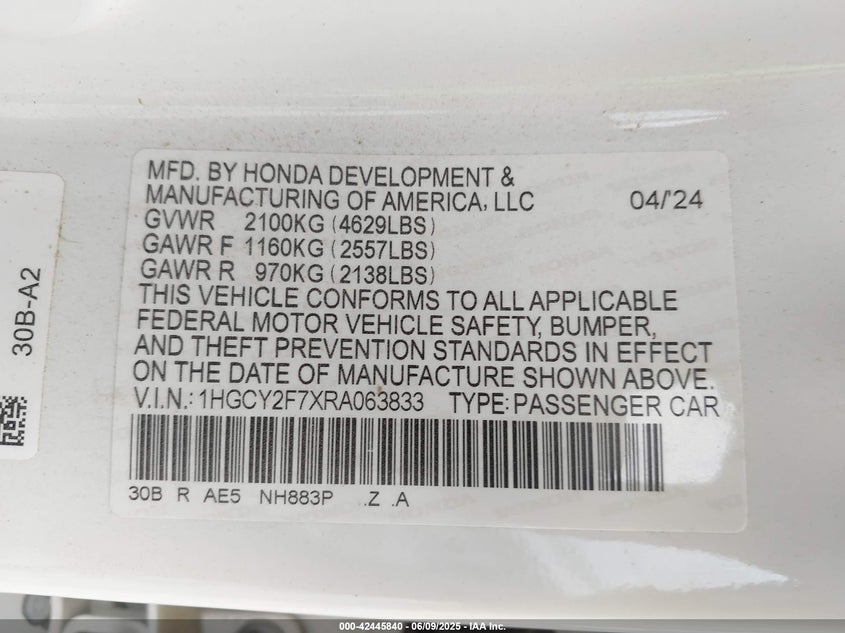 MFD. BY HONDA DEVELOPMENT &
MANUFACTURING OF AMERICA, LLC 04/'24
GVWR 2100KG (4629LBS)
GAWR F 1160KG (2557LBS)
GAWR R 970KG (2138LBS)
THIS VEHICLE CONFORMS TO ALL APPLICABLE
FEDERAL MOTOR VEHICLE SAFETY, BUMPER,
AND THEFT PREVENTION STANDARDS IN EFFECT
ON THE DATE OF MANUFACTURE SHOWN ABOVE.
V.I.N.: 1HGCY2F7XRA063833 TYPE: PASSENGER CAR
30B R AE5 NH883P .Z .A
30B-A2
000-42445840 - 06/09/2025 - IAA Inc.